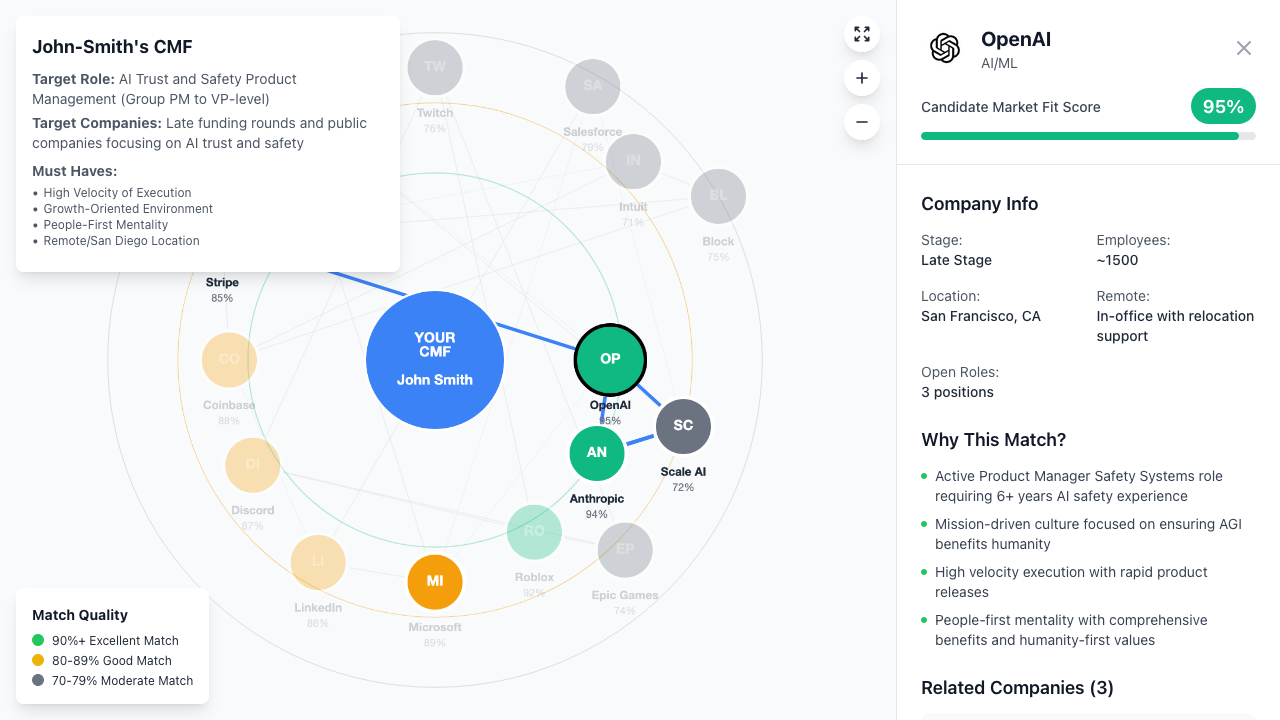 John-Smith's CMF
Target Role: AI Trust and Safety Product
Management (Group PM to VP-level)
Target Companies: Late funding rounds and public
companies focusing on AI trust and safety
Must Haves:
• High Velocity of Execution
• Growth-Oriented Environment
• People-First Mentality
• Remote/San Diego Location
TW
Twitch
76%
SA
Salesforce
79%
IN
Intuit
71%
BL
Block
75%
Stripe
85%
CO
Coinbase
88%
DI
Discord
87%
LI
LinkedIn
86%
MI
Microsoft
89%
RO
Roblox
92%
EP
Epic Games
74%
YOUR
CMF
John Smith
OP
OpenAI
95%
AN
Anthropic
94%
SC
Scale AI
72%
Match Quality
90%+ Excellent Match
80-89% Good Match
70-79% Moderate Match
OpenAI
AI/ML
Candidate Market Fit Score
95%
Company Info
Stage:
Late Stage
Employees:
~1500
Location:
San Francisco, CA
Remote:
In-office with relocation
support
Open Roles:
3 positions
Why This Match?
Active Product Manager Safety Systems role
requiring 6+ years AI safety experience
Mission-driven culture focused on ensuring AGI
benefits humanity
High velocity execution with rapid product
releases
People-first mentality with comprehensive
benefits and humanity-first values
Related Companies (3)